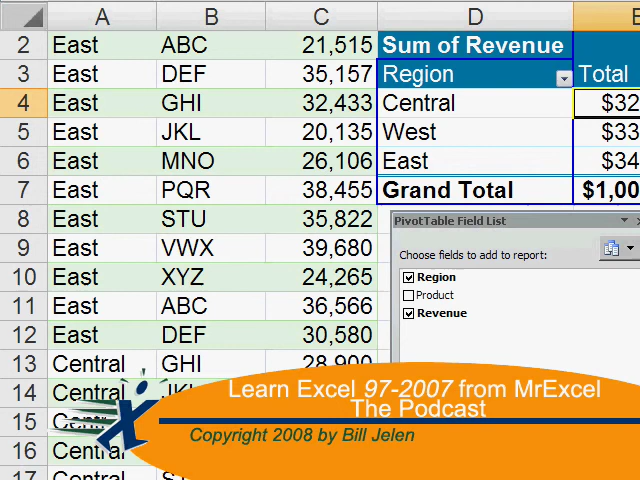 A B C D E
2 East ABC 21,515 Sum of Revenue
3 East DEF 35,157 Region Total
4 East GHI 32,433 Central $32
5 East JKL 20,135 West $33
6 East MNO 26,106 East $34
7 East PQR 38,455 Grand Total $1,00
8 East STU 35,822
9 East VWX 39,680
10 East XYZ 24,265
11 East ABC 36,566
12 East DEF 30,580
13 Central GHI 28,900
14 Central
15 Central
16 Central
17 Central
PivotTable Field List
Choose fields to add to report:
Region
Product
Revenue
Learn Excel 97-2007 from MrExcel
The Podcast
Copyright 2008 by Bill Jelen